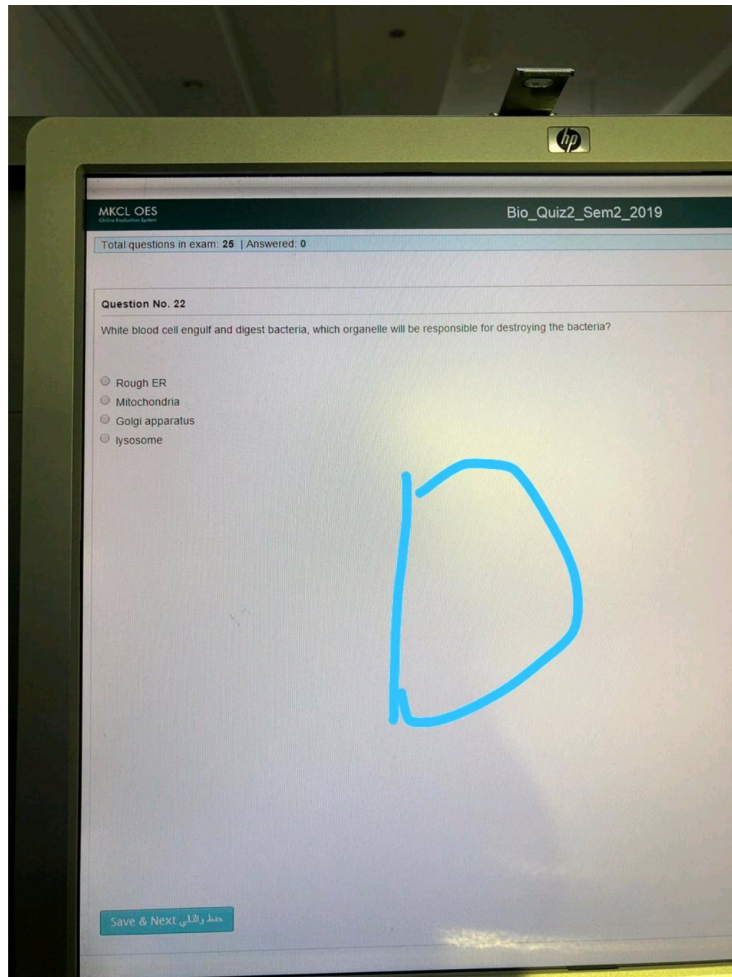 hp
MKCL OES Bio_Quiz2_Sem2_2019
Online Evaluation System
Total questions in exam: 25 | Answered: 0
Question No. 22
White blood cell engulf and digest bacteria, which organelle will be responsible for destroying the bacteria?
Rough ER
Mitochondria
Golgi apparatus
lysosome
D
Save & Next حفظ والتالي